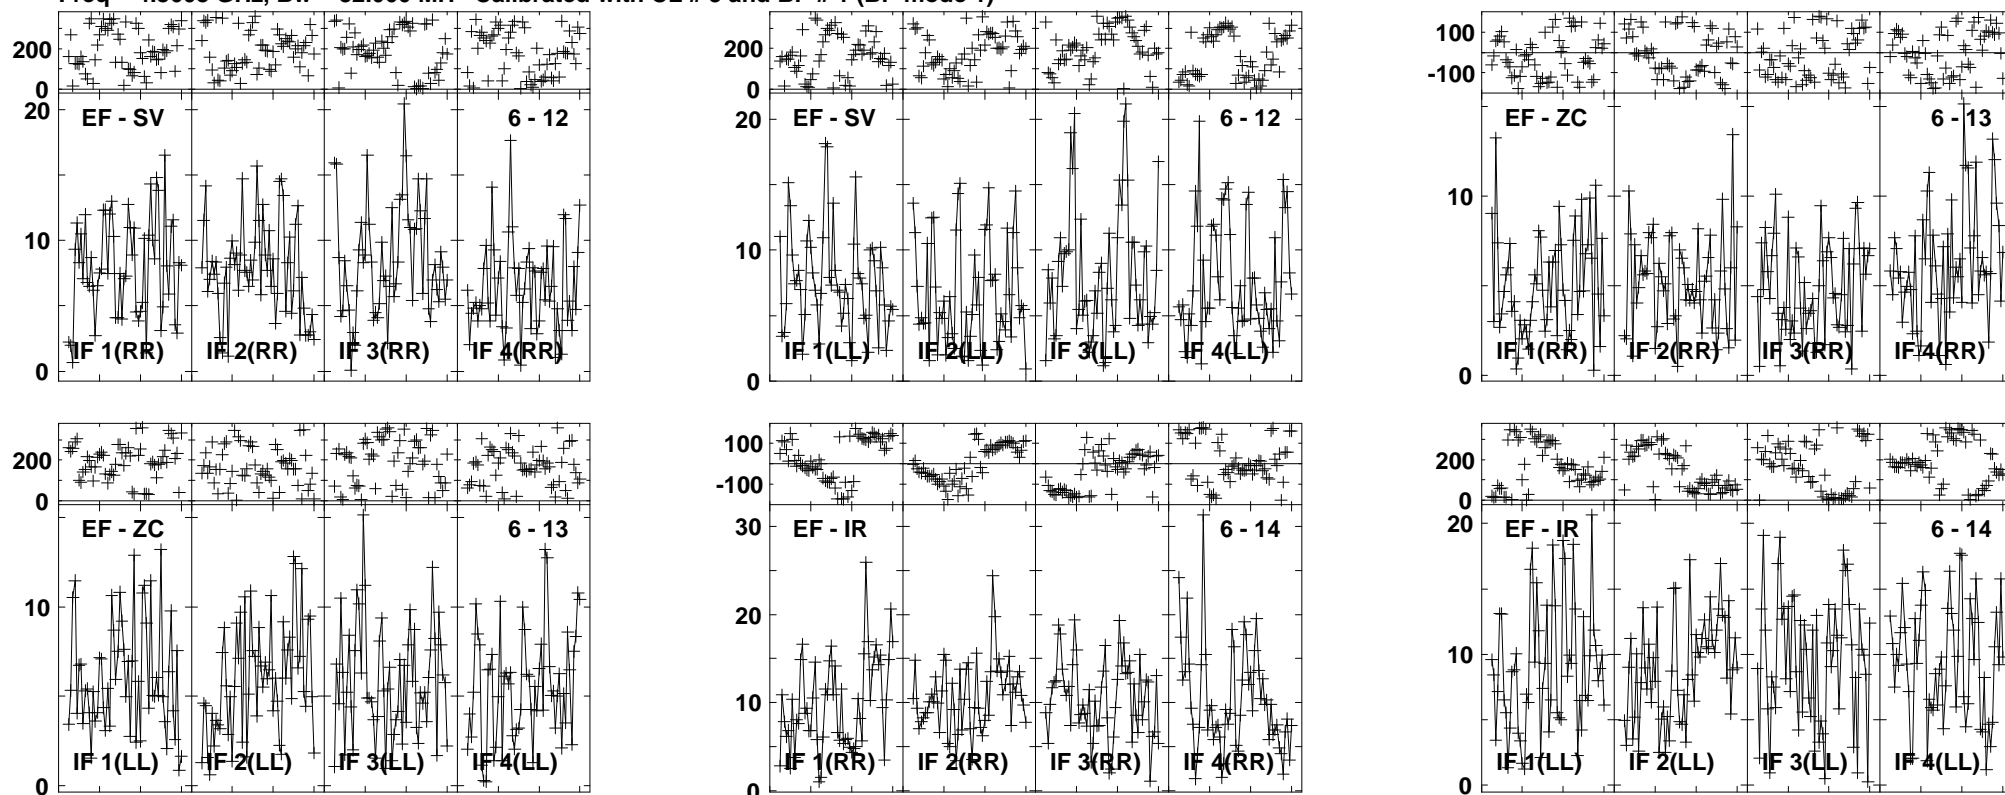 200
0
20
10
0
EF - SV
6 - 12
IF 1(RR)
IF 2(RR)
IF 3(RR)
IF 4(RR)
200
0
20
10
0
EF - SV
6 - 12
IF 1(LL)
IF 2(LL)
IF 3(LL)
IF 4(LL)
100
-100
10
0
EF - ZC
6 - 13
IF 1(RR)
IF 2(RR)
IF 3(RR)
IF 4(RR)
200
0
10
0
EF - ZC
6 - 13
IF 1(LL)
IF 2(LL)
IF 3(LL)
IF 4(LL)
100
-100
30
20
10
0
EF - IR
6 - 14
IF 1(RR)
IF 2(RR)
IF 3(RR)
IF 4(RR)
200
0
20
10
0
EF - IR
6 - 14
IF 1(LL)
IF 2(LL)
IF 3(LL)
IF 4(LL)